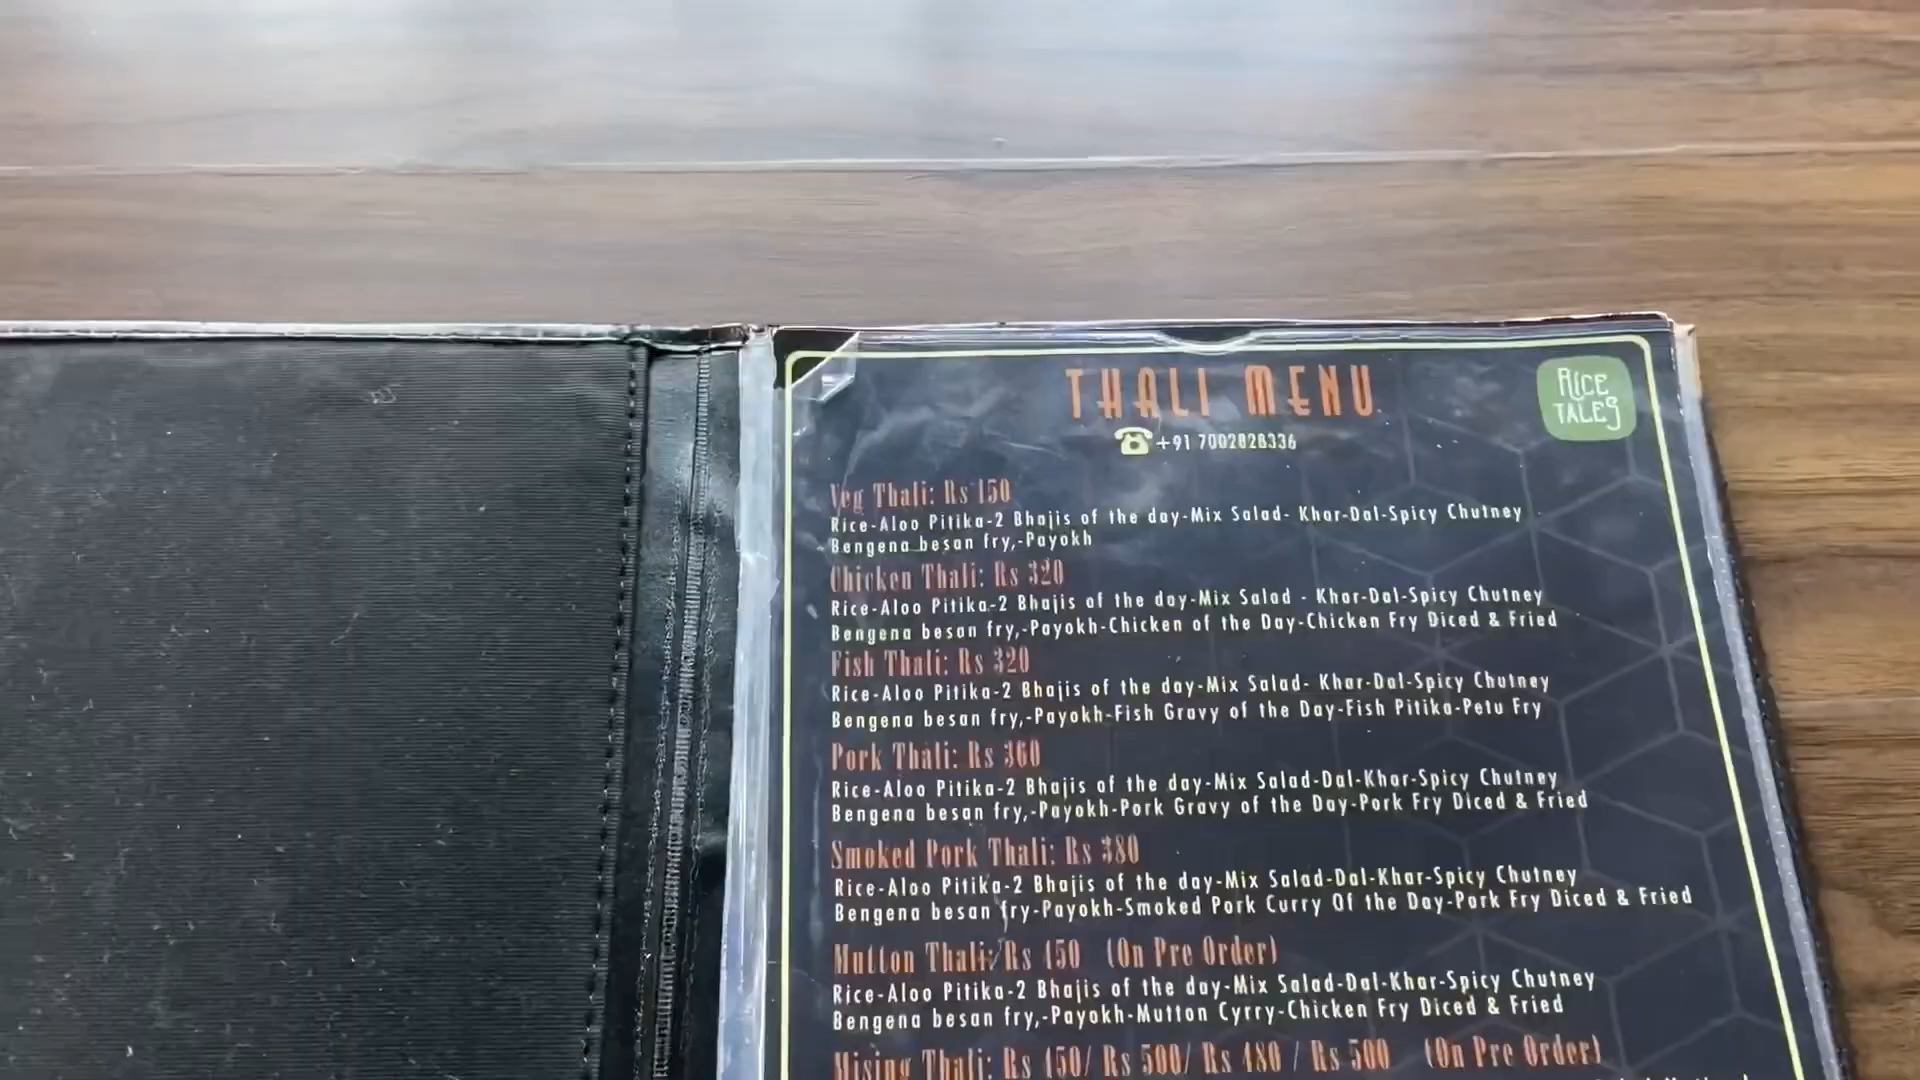 THALI MENU
RICE
TALES
+91 7002828336
Veg Thali: Rs 150
Rice-Aloo Pitika-2 Bhajis of the day-Mix Salad- Khar-Dal-Spicy Chutney
Bengena besan fry,-Payokh
Chicken Thali: Rs 320
Rice-Aloo Pitika-2 Bhajis of the day-Mix Salad - Khar-Dal-Spicy Chutney
Bengena besan fry,-Payokh-Chicken of the Day-Chicken Fry Diced & Fried
Fish Thali: Rs 320
Rice-Aloo Pitika-2 Bhajis of the day-Mix Salad- Khar-Dal-Spicy Chutney
Bengena besan fry,-Payokh-Fish Gravy of the Day-Fish Pitika-Petu Fry
Pork Thali: Rs 360
Rice-Aloo Pitika-2 Bhajis of the day-Mix Salad-Dal-Khar-Spicy Chutney
Bengena besan fry,-Payokh-Pork Gravy of the Day-Pork Fry Diced & Fried
Smoked Pork Thali: Rs 380
Rice-Aloo Pitika-2 Bhajis of the day-Mix Salad-Dal-Khar-Spicy Chutney
Bengena besan fry-Payokh-Smoked Pork Curry Of the Day-Pork Fry Diced & Fried
Mutton Thali: Rs 450 (On Pre Order)
Rice-Aloo Pitika-2 Bhajis of the day-Mix Salad-Dal-Khar-Spicy Chutney
Bengena besan fry,-Payokh-Mutton Cyrry-Chicken Fry Diced & Fried
Mising Thali: Rs 450/ Rs 500/ Rs 480 / Rs 500 (On Pre Order)